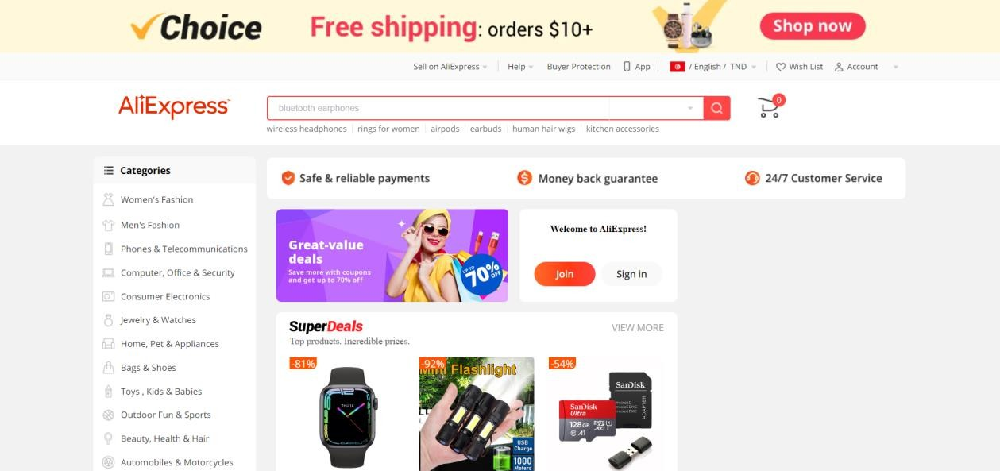 Choice Free shipping: orders $10+ Shop now
Sell on AliExpress Help Buyer Protection App / English / TND Wish List Account
AliExpress bluetooth earphones 0
wireless headphones rings for women airpods earbuds human hair wigs kitchen accessories
Categories
Women's Fashion
Men's Fashion
Phones & Telecommunications
Computer, Office & Security
Consumer Electronics
Jewelry & Watches
Home, Pet & Appliances
Bags & Shoes
Toys , Kids & Babies
Outdoor Fun & Sports
Beauty, Health & Hair
Automobiles & Motorcycles
Safe & reliable payments Money back guarantee 24/7 Customer Service
Great-value
deals
Save more with coupons
and get up to 70% off
UP TO
70% OFF
Welcome to AliExpress!
Join Sign in
SuperDeals VIEW MORE
Top products. Incredible prices.
-81%
THU 14
-92%
Mini Flashlight
USB
Charge
1000
Meters
-54%
SanDisk
ADAPTER
SanDisk
Ultra
128GB
A1